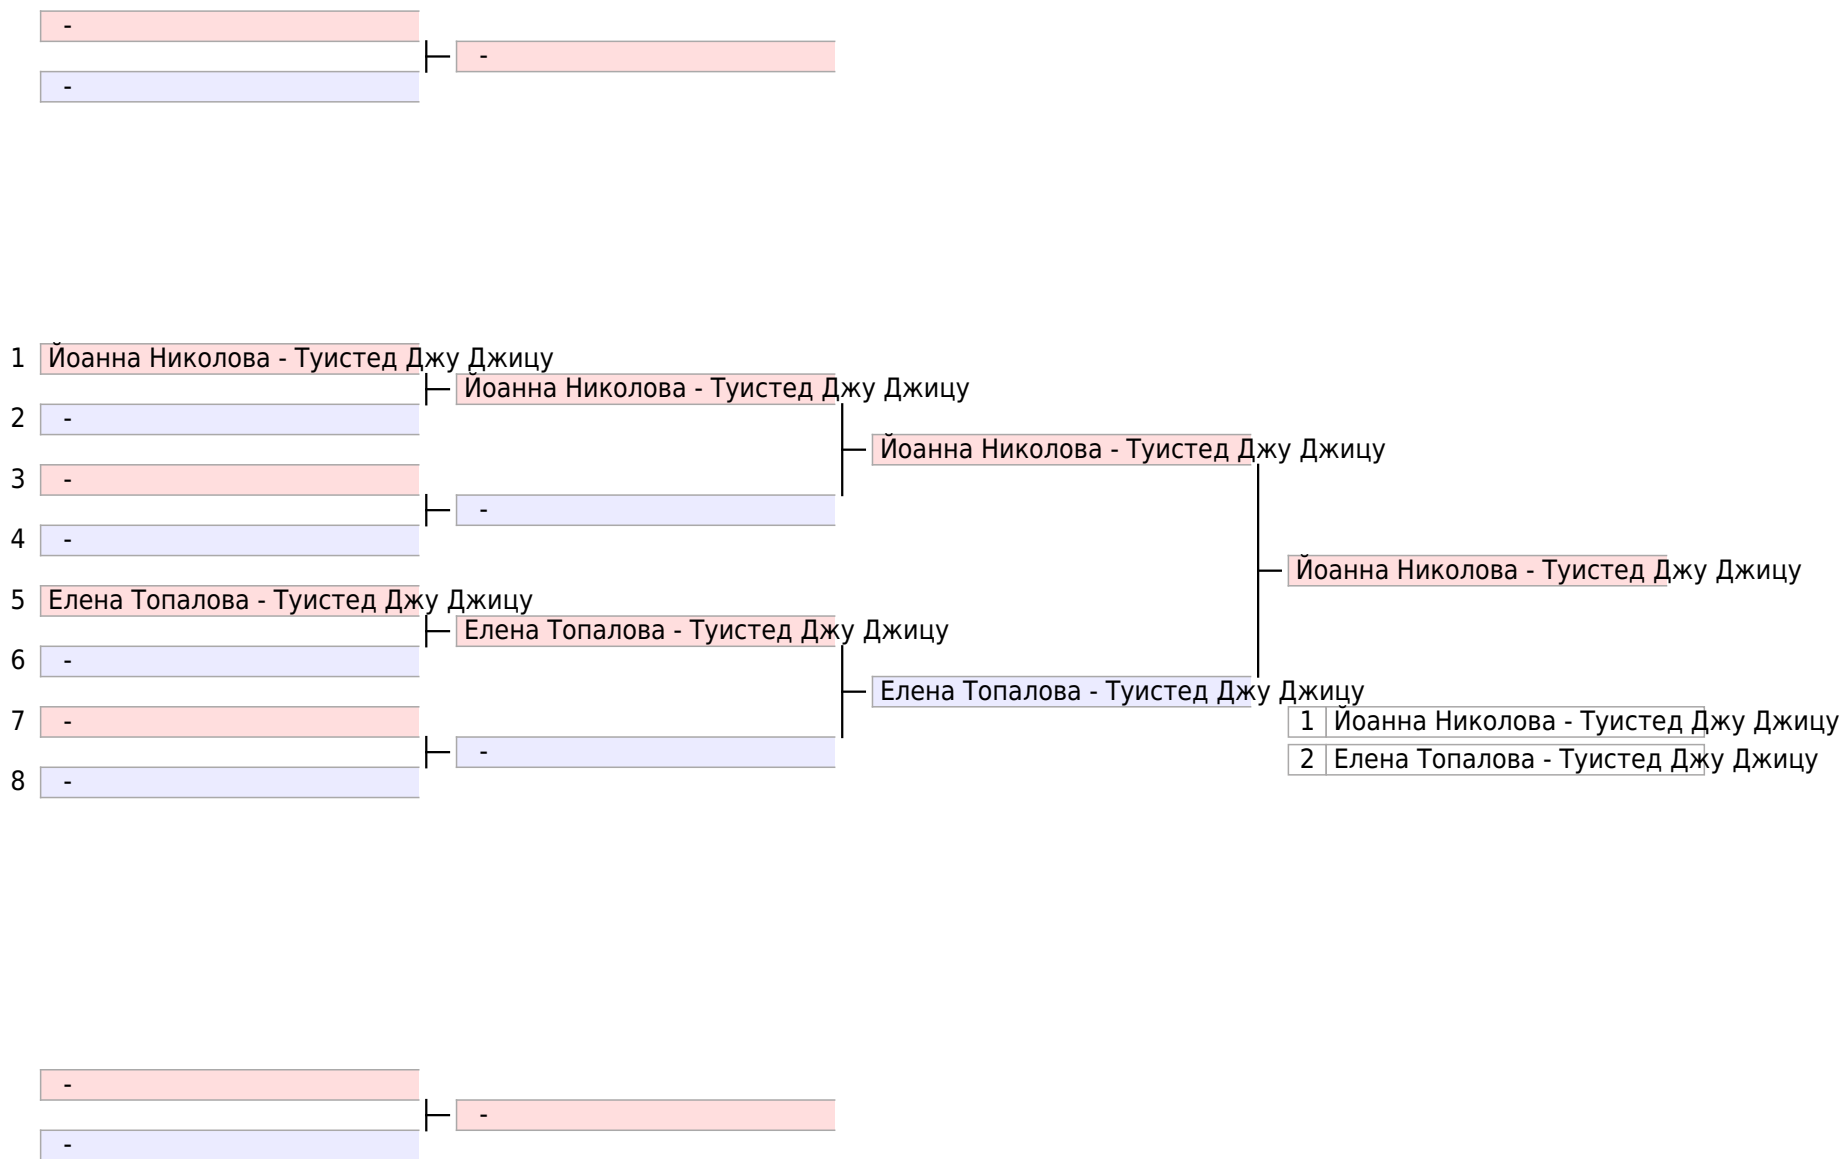 -
-
-
1 Йоанна Николова - Туистед Джу Джицу
Йоанна Николова - Туистед Джу Джицу
2 -
Йоанна Николова - Туистед Джу Джицу
3 -
-
4 -
Йоанна Николова - Туистед Джу Джицу
5 Елена Топалова - Туистед Джу Джицу
Елена Топалова - Туистед Джу Джицу
6 -
Елена Топалова - Туистед Джу Джицу
7 -
1 Йоанна Николова - Туистед Джу Джицу
-
2 Елена Топалова - Туистед Джу Джицу
8 -
-
-
-